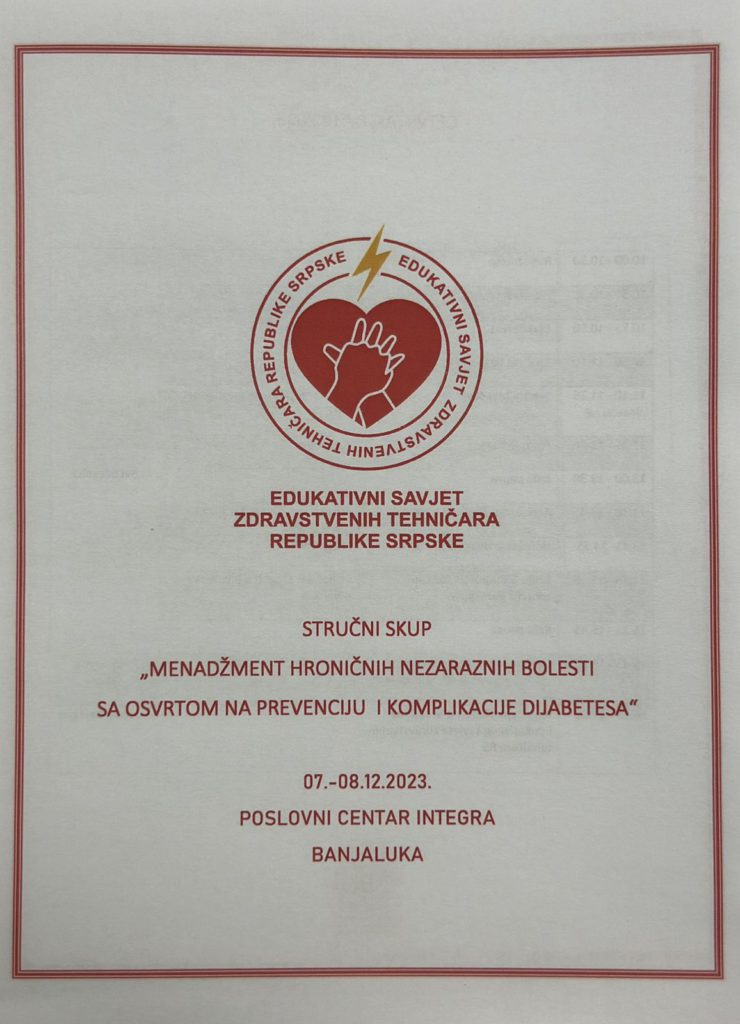 EDUKATIVNI SAVJET ZDRAVSTVENIH TEHNIČARA REPUBLIKE SRPSKE
EDUKATIVNI SAVJET
ZDRAVSTVENIH TEHNIČARA
REPUBLIKE SRPSKE
STRUČNI SKUP
„MENADŽMENT HRONIČNIH NEZARAZNIH BOLESTI
SA OSVRTOM NA PREVENCIJU I KOMPLIKACIJE DIJABETESA“
07.-08.12.2023.
POSLOVNI CENTAR INTEGRA
BANJALUKA